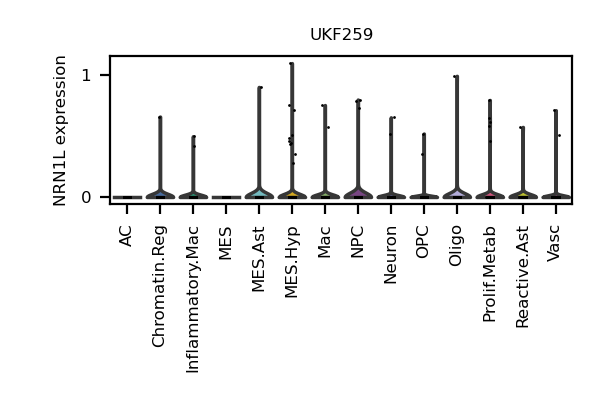 UKF259
NRN1L expression
1
0
AC
Chromatin.Reg
Inflammatory.Mac
MES
MES.Ast
MES.Hyp
Mac
NPC
Neuron
OPC
Oligo
Prolif.Metab
Reactive.Ast
Vasc